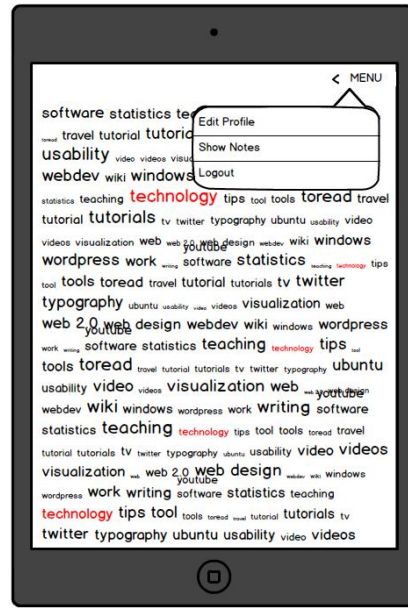 < MENU
software statistics
Edit Profile
travel tutorial
Show Notes
usability video videos
Logout
webdev wiki windows
statistics teaching technology tips tool tools toread travel
tutorial tutorials tv twitter typography ubuntu usability video
videos visualization web web 2.0 web design webdev wiki windows
youtube
wordpress work writing software statistics teaching technology tips
tool tools toread travel tutorial tutorials tv twitter
typography ubuntu usability video videos visualization web
web 2.0 web design webdev wiki windows wordpress
youtube
work writing software statistics teaching technology tips tool
tools toread travel tutorial tutorials tv twitter typography ubuntu
usability video videos visualization web web 2.0 web design
youtube
webdev wiki windows wordpress work writing software
statistics teaching technology tips tool tools toread travel
tutorial tutorials tv twitter typography ubuntu usability video videos
visualization web web 2.0 web design webdev wiki windows
youtube
wordpress work writing software statistics teaching
technology tips tool tools toread travel tutorial tutorials tv
twitter typography ubuntu usability video videos